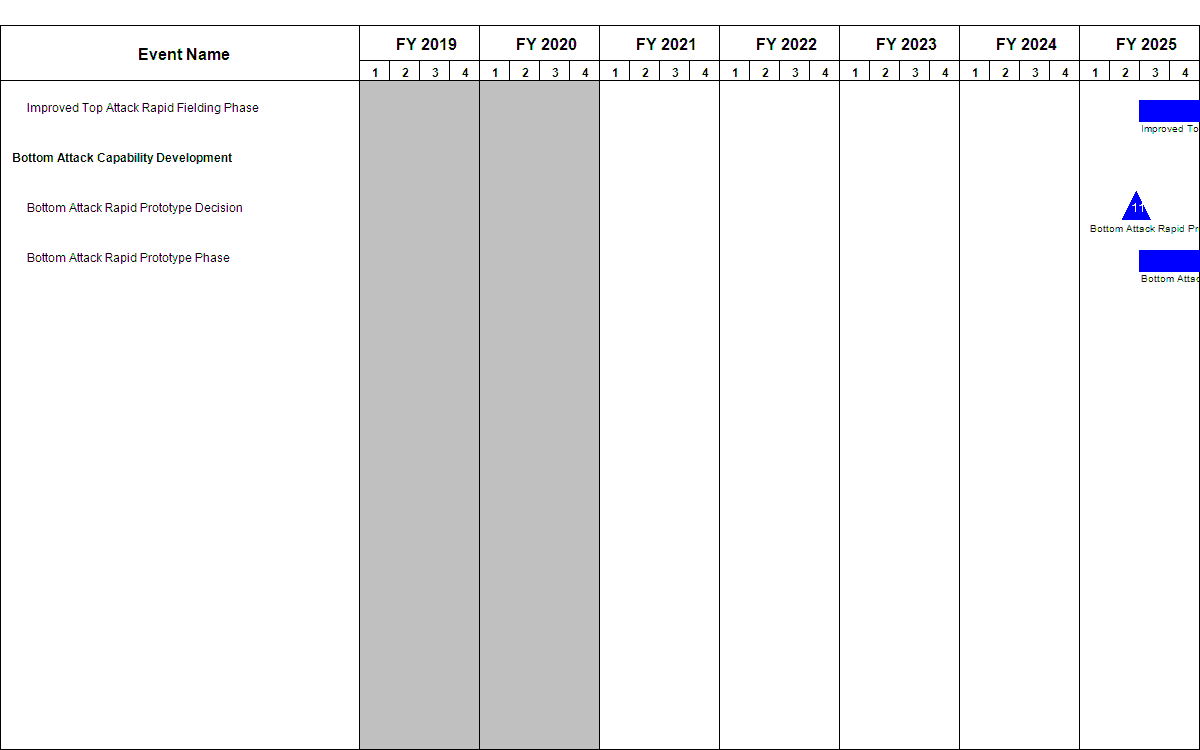 Event Name
FY 2019 FY 2020 FY 2021 FY 2022 FY 2023 FY 2024 FY 2025
1 2 3 4 1 2 3 4 1 2 3 4 1 2 3 4 1 2 3 4 1 2 3 4 1 2 3 4
Improved Top Attack Rapid Fielding Phase
Improved To
Bottom Attack Capability Development
Bottom Attack Rapid Prototype Decision
11
Bottom Attack Rapid Pr
Bottom Attack Rapid Prototype Phase
Bottom Attac